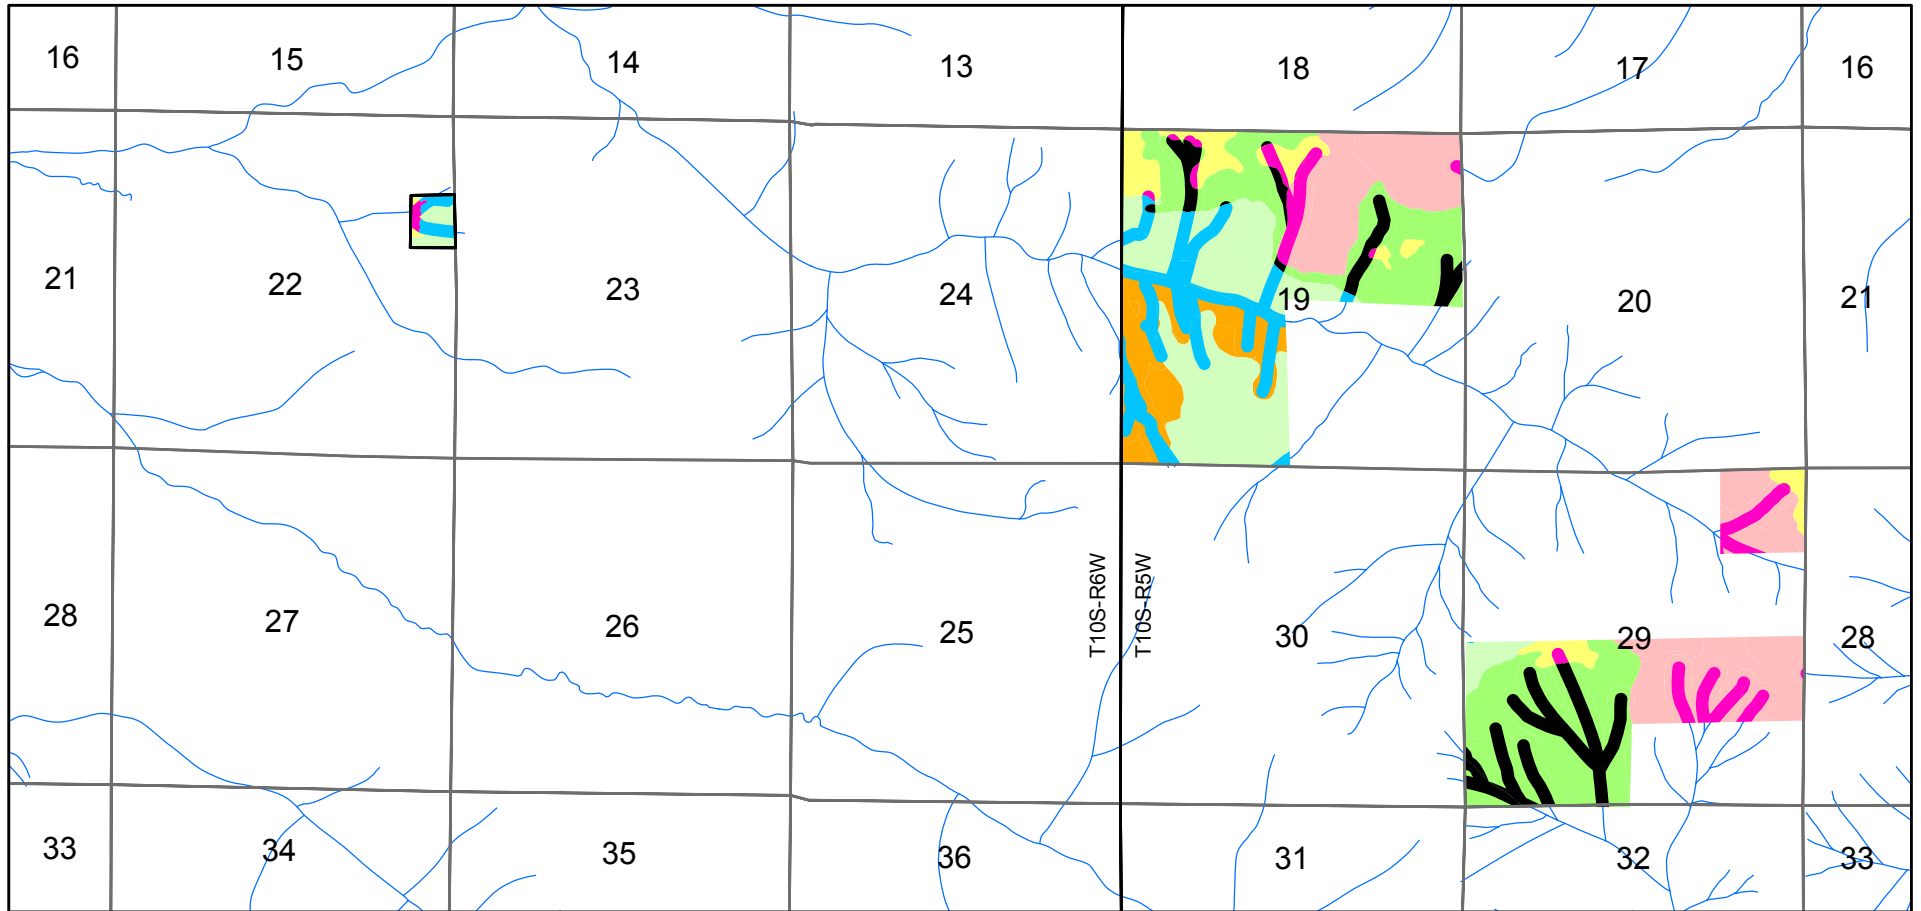 16 15 14 13 18 17 16
21 22 23 24 19 20 21
28 27 26 25 T10S-R6W T10S-R5W 30 29 28
33 34 35 36 31 32 33